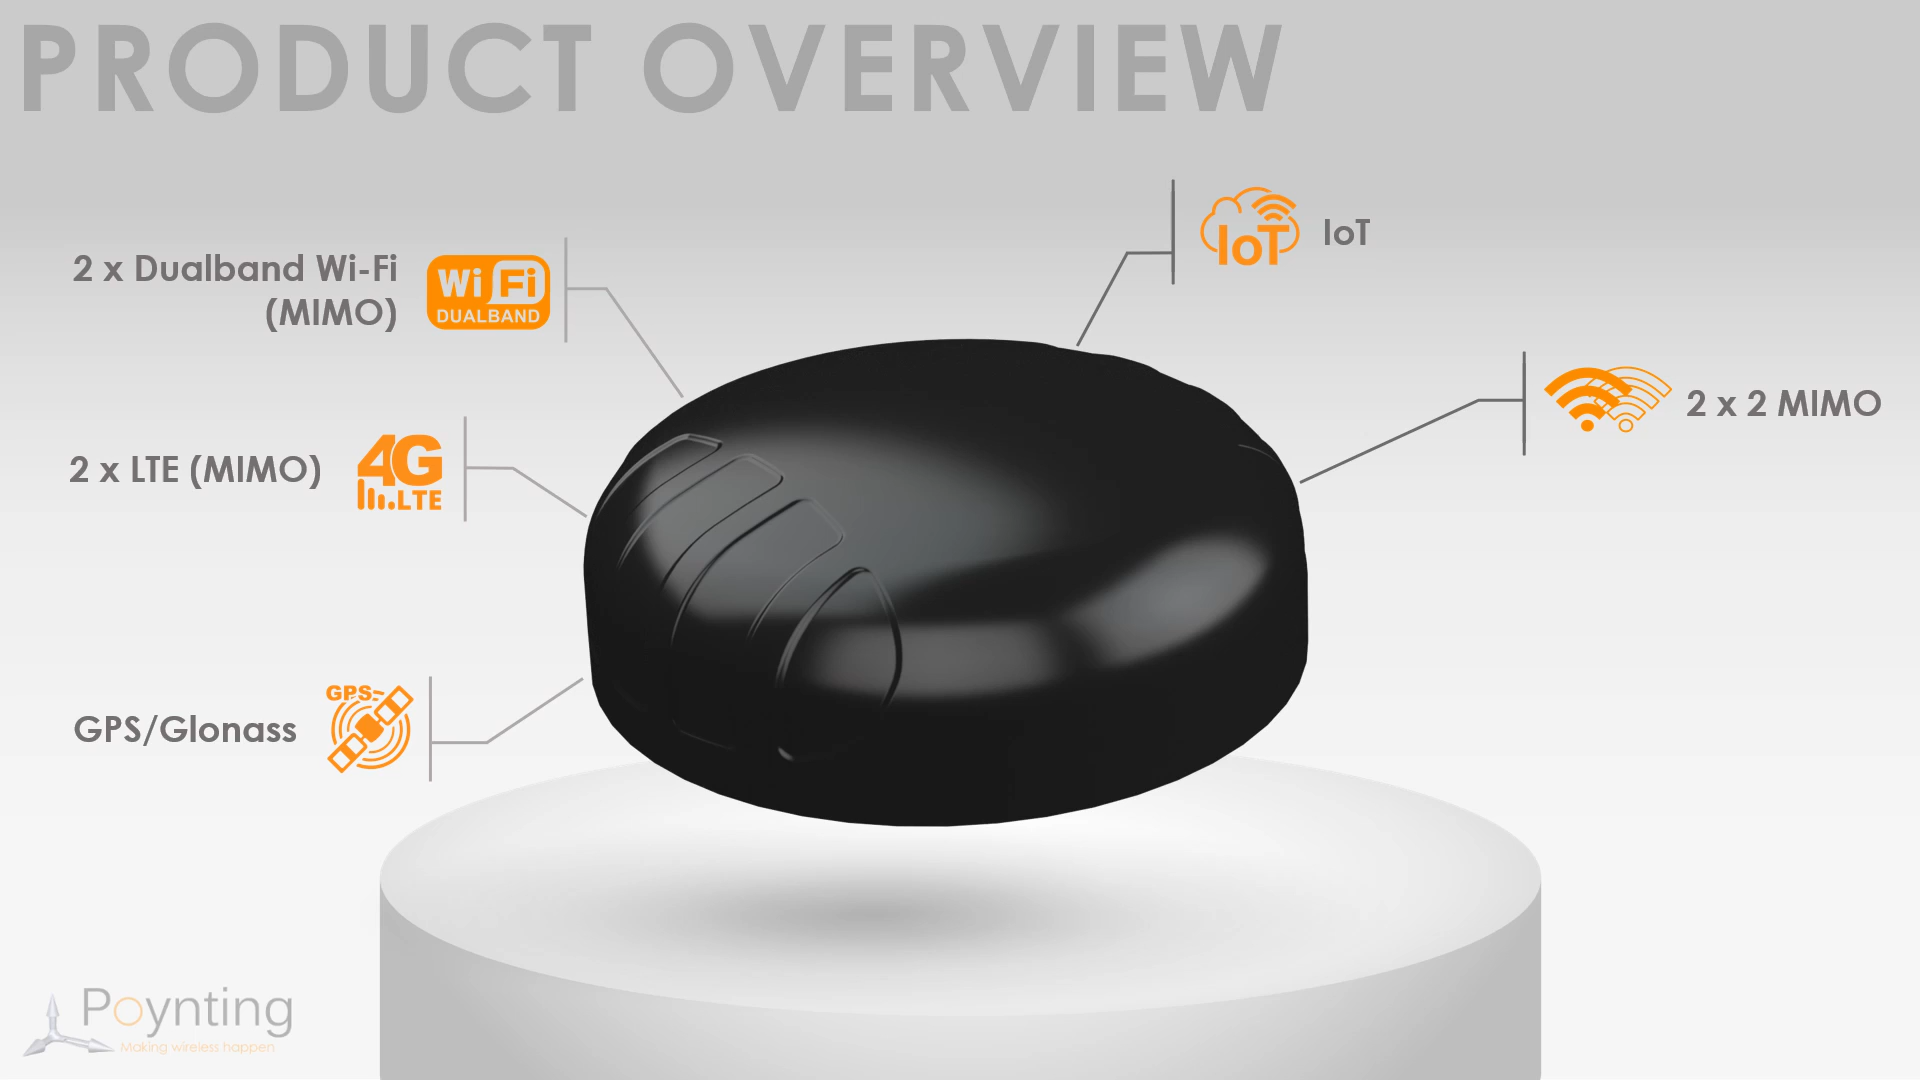 PRODUCT OVERVIEW
IoT
IoT
2 x Dualband Wi-Fi
(MIMO)
Wi Fi
DUALBAND
2 x 2 MIMO
2 x LTE (MIMO)
4G
LTE
GPS/Glonass
GPS
Poynting
Making wireless happen